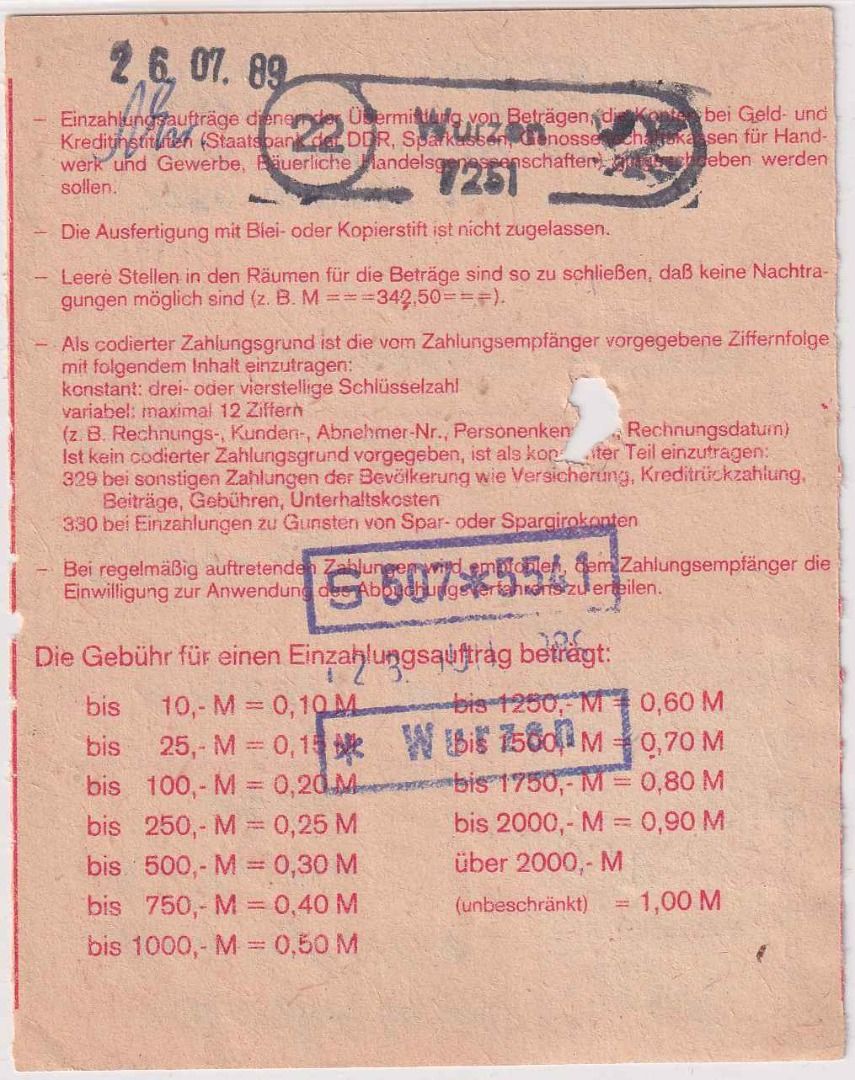 26.07.89
22 Wurzen
7251
— Einzahlungsaufträge dienen der Übermittlung von Beträgen, die Konten bei Geld- und
Kreditinstituten (Staatsbank der DDR, Sparkassen, Genossenschaftskassen für Hand-
werk und Gewerbe, Bäuerliche Handelsgenossenschaften) gutgeschrieben werden
sollen.
— Die Ausfertigung mit Blei- oder Kopierstift ist nicht zugelassen.
— Leere Stellen in den Räumen für die Beträge sind so zu schließen, daß keine Nachtra-
gungen möglich sind (z. B. M ===342,50===).
— Als codierter Zahlungsgrund ist die vom Zahlungsempfänger vorgegebene Ziffernfolge
mit folgendem Inhalt einzutragen:
konstant: drei- oder vierstellige Schlüsselzahl
variabel: maximal 12 Ziffern
(z. B. Rechnungs-, Kunden-, Abnehmer-Nr., Personenken , Rechnungsdatum)
Ist kein codierter Zahlungsgrund vorgegeben, ist als konstanter Teil einzutragen:
329 bei sonstigen Zahlungen der Bevölkerung wie Versicherung, Kreditrückzahlung,
Beiträge, Gebühren, Unterhaltskosten
330 bei Einzahlungen zu Gunsten von Spar- oder Spargirokonten
— Bei regelmäßig auftretenden Zahlungen wird empfohlen, dem Zahlungsempfänger die
Einwilligung zur Anwendung des Abbuchungsverfahrens zu erteilen.
S 607*5541
Die Gebühr für einen Einzahlungsauftrag beträgt:
bis 10,- M = 0,10 M bis 1250,- M = 0,60 M
* Wurzen
bis 25,- M = 0,15 M bis 1500,- M = 0,70 M
bis 100,- M = 0,20 M bis 1750,- M = 0,80 M
bis 250,- M = 0,25 M bis 2000,- M = 0,90 M
bis 500,- M = 0,30 M über 2000,- M
bis 750,- M = 0,40 M (unbeschränkt) = 1,00 M
bis 1000,- M = 0,50 M